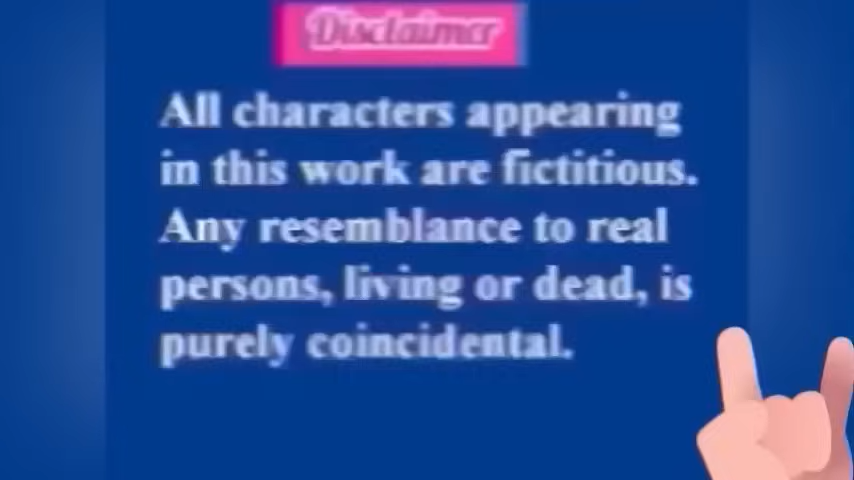 Disclaimer
All characters appearing
in this work are fictitious.
Any resemblance to real
persons, living or dead, is
purely coincidental.